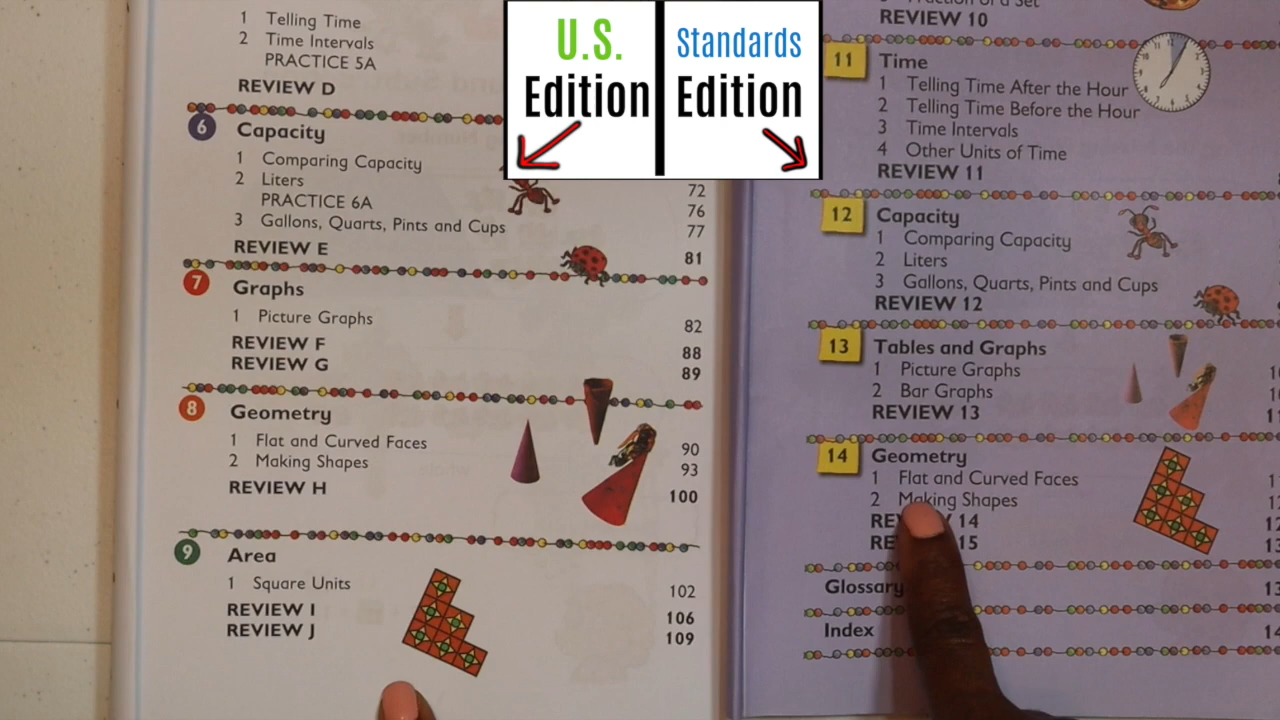 U.S.
Edition
Standards
Edition
1 Telling Time
2 Time Intervals
PRACTICE 5A
REVIEW D
6 Capacity
1 Comparing Capacity
2 Liters 72
PRACTICE 6A 76
3 Gallons, Quarts, Pints and Cups 77
REVIEW E 81
7 Graphs
1 Picture Graphs 82
REVIEW F 88
REVIEW G 89
8 Geometry
1 Flat and Curved Faces 90
2 Making Shapes 93
REVIEW H 100
9 Area
1 Square Units 102
REVIEW I 106
REVIEW J 109
REVIEW 10
11 Time
1 Telling Time After the Hour
2 Telling Time Before the Hour
3 Time Intervals
4 Other Units of Time
REVIEW 11
12 Capacity
1 Comparing Capacity
2 Liters
3 Gallons, Quarts, Pints and Cups
REVIEW 12
13 Tables and Graphs
1 Picture Graphs
2 Bar Graphs
REVIEW 13
14 Geometry
1 Flat and Curved Faces
2 Making Shapes
14
15
Glossary
Index